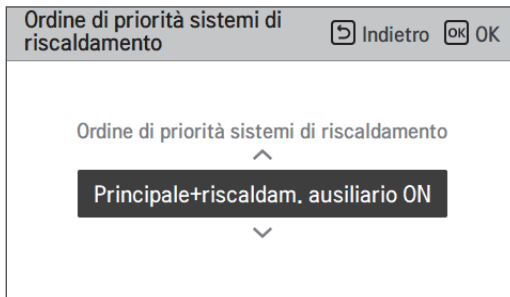 Ordine di priorità sistemi di
riscaldamento
Indietro OK OK
Ordine di priorità sistemi di riscaldamento
Principale+riscaldam. ausiliario ON